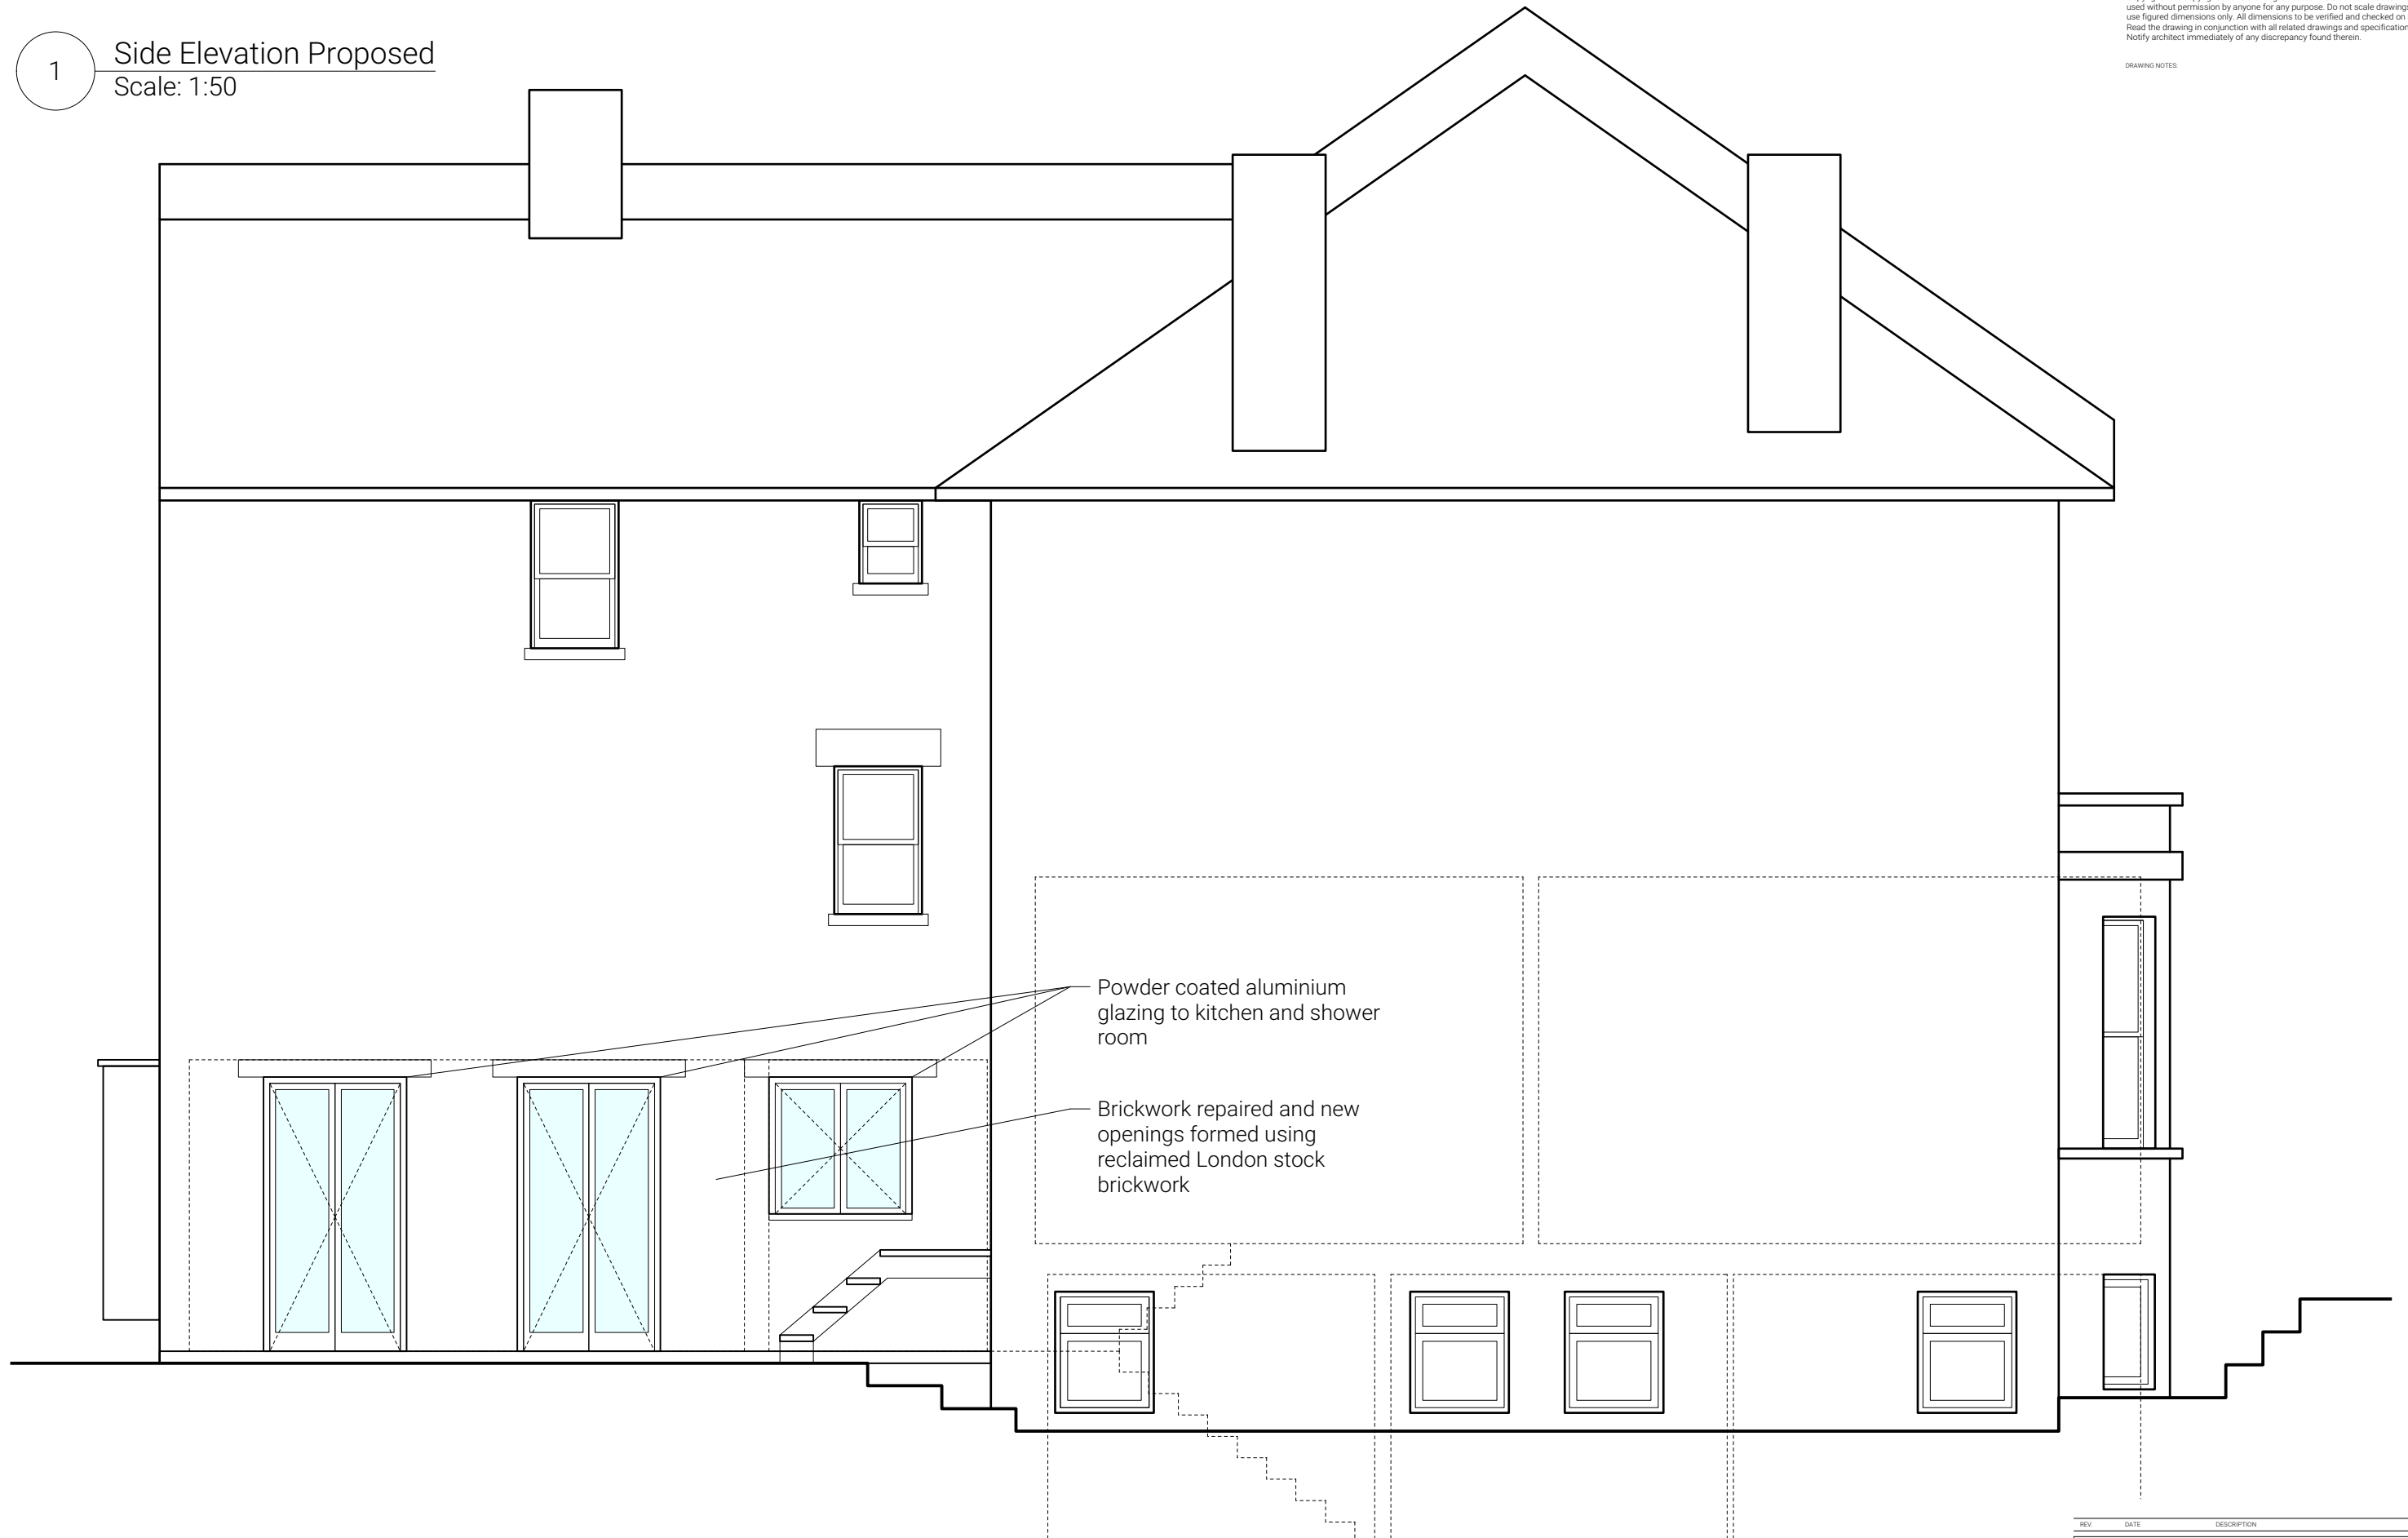 1
Side Elevation Proposed
Scale: 1:50
used without permission by anyone for any purpose. Do not scale drawings
use figured dimensions only. All dimensions to be verified and checked on
Read the drawing in conjunction with all related drawings and specification
Notify architect immediately of any discrepancy found therein.
DRAWING NOTES:
Powder coated aluminium
glazing to kitchen and shower
room
Brickwork repaired and new
openings formed using
reclaimed London stock
brickwork
REV. DATE DESCRIPTION